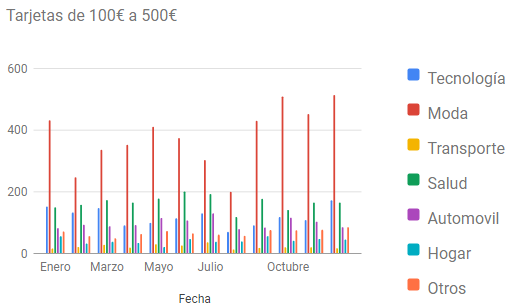 Tarjetas de 100€ a 500€
600
400
200
0
Enero Marzo Mayo Julio Octubre
Fecha
Tecnología
Moda
Transporte
Salud
Automovil
Hogar
Otros